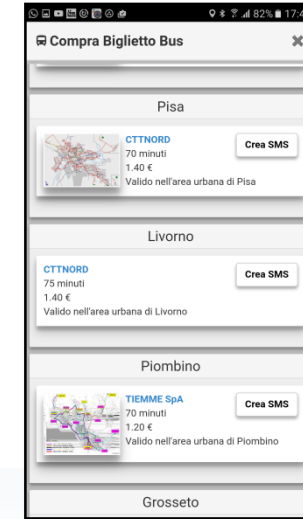 82% 17:4
Compra Biglietto Bus ×
Pisa
CTTNORD
70 minuti
1.40 €
Valido nell'area urbana di Pisa
Crea SMS
Livorno
CTTNORD
75 minuti
1.40 €
Valido nell'area urbana di Livorno
Crea SMS
Piombino
TIEMME SpA
70 minuti
1.20 €
Valido nell'area urbana di Piombino
Crea SMS
Grosseto